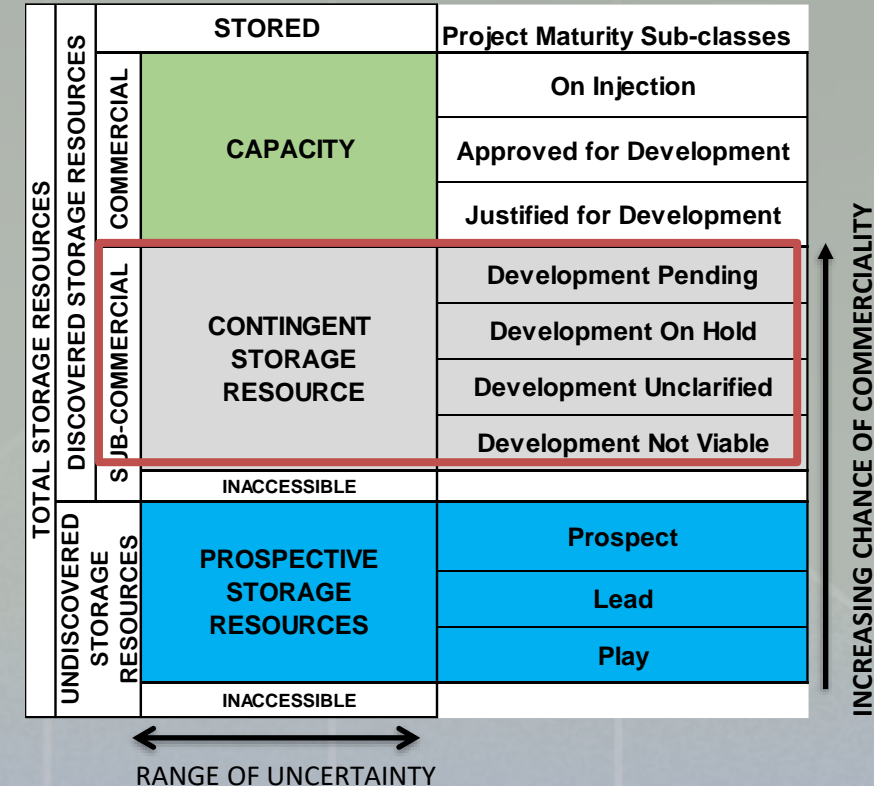 STORED
Project Maturity Sub-classes
TOTAL STORAGE RESOURCES
DISCOVERED STORAGE RESOURCES
COMMERCIAL
CAPACITY
On Injection
Approved for Development
Justified for Development
SUB-COMMERCIAL
CONTINGENT
STORAGE
RESOURCE
Development Pending
Development On Hold
Development Unclarified
Development Not Viable
INACCESSIBLE
UNDISCOVERED
STORAGE
RESOURCES
PROSPECTIVE
STORAGE
RESOURCES
Prospect
Lead
Play
INACCESSIBLE
INCREASING CHANCE OF COMMERCIALITY
RANGE OF UNCERTAINTY